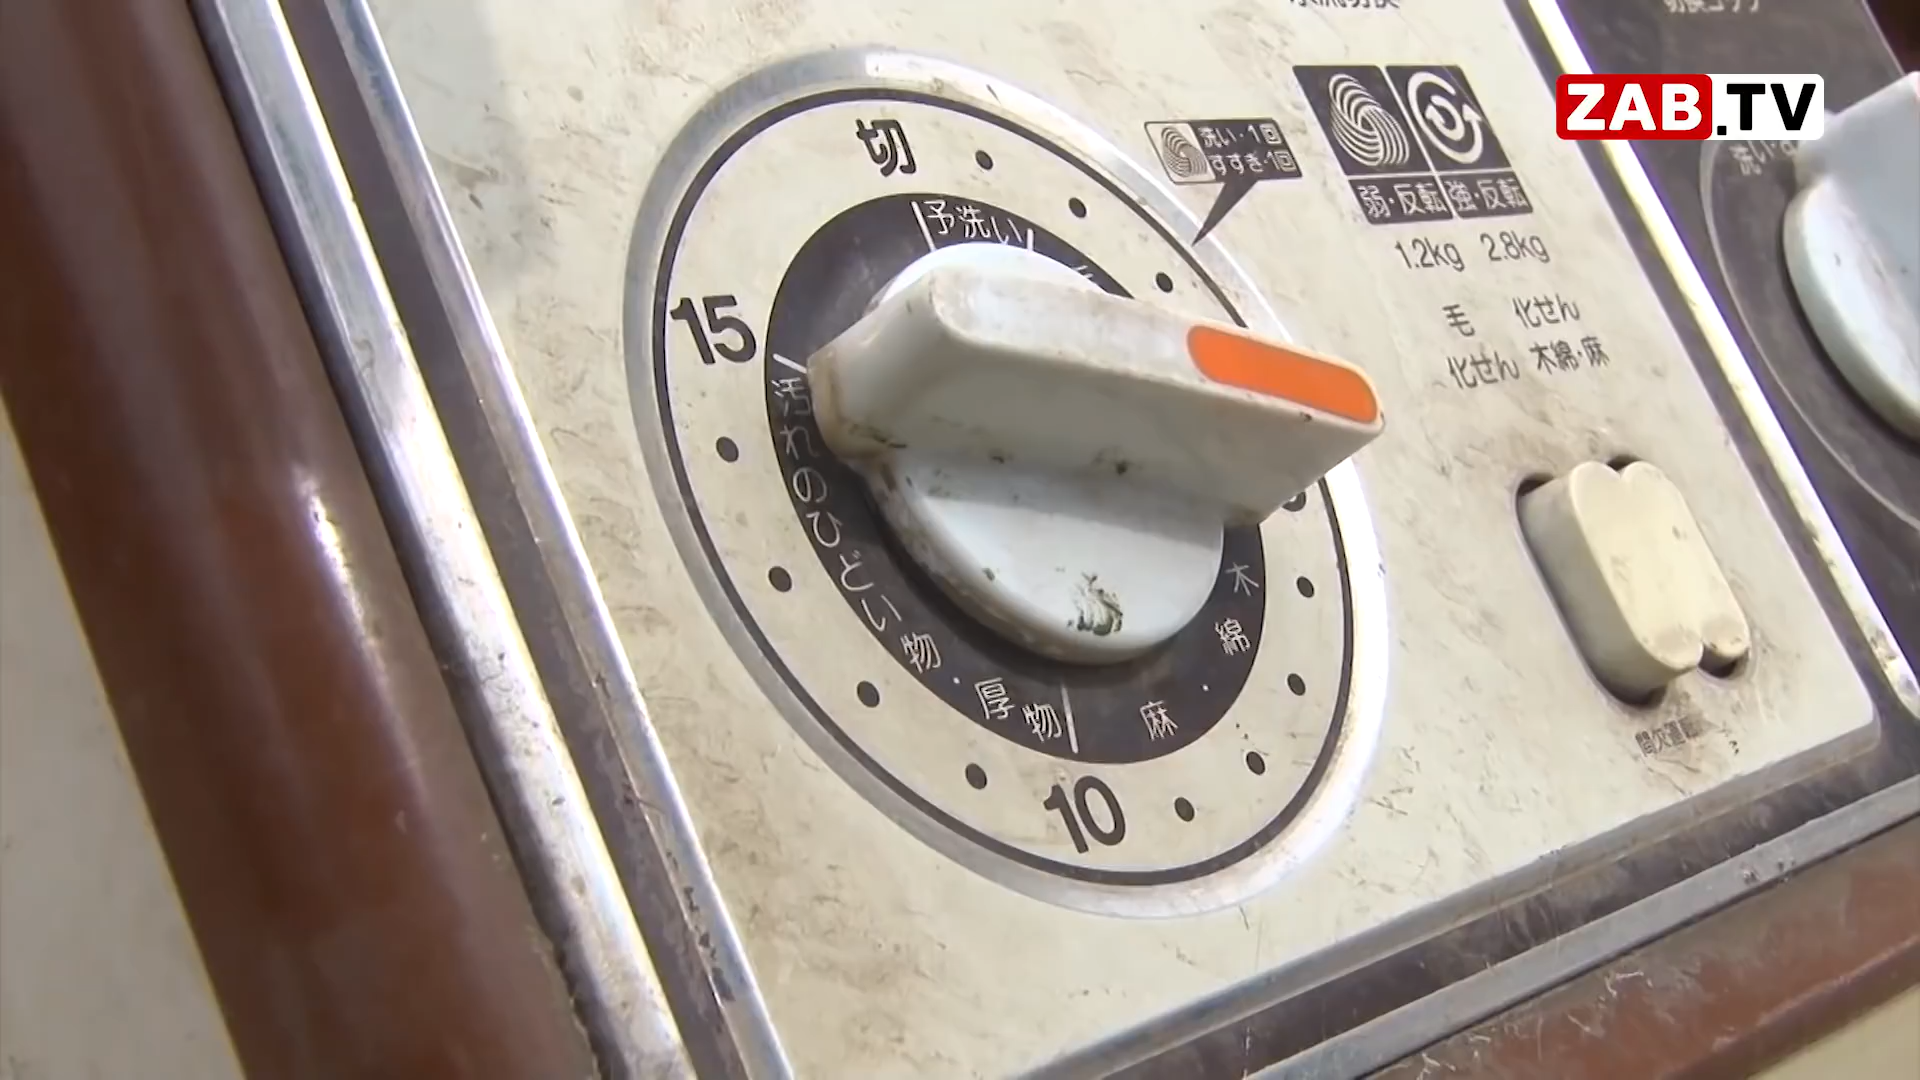 ZAB.TV
洗い・1回
すすぎ・1回
弱・反転 強・反転
1.2kg 2.8kg
毛 化せん
化せん 木綿・麻
切
予洗い
15
汚れのひどい物・厚物
麻・木綿
10